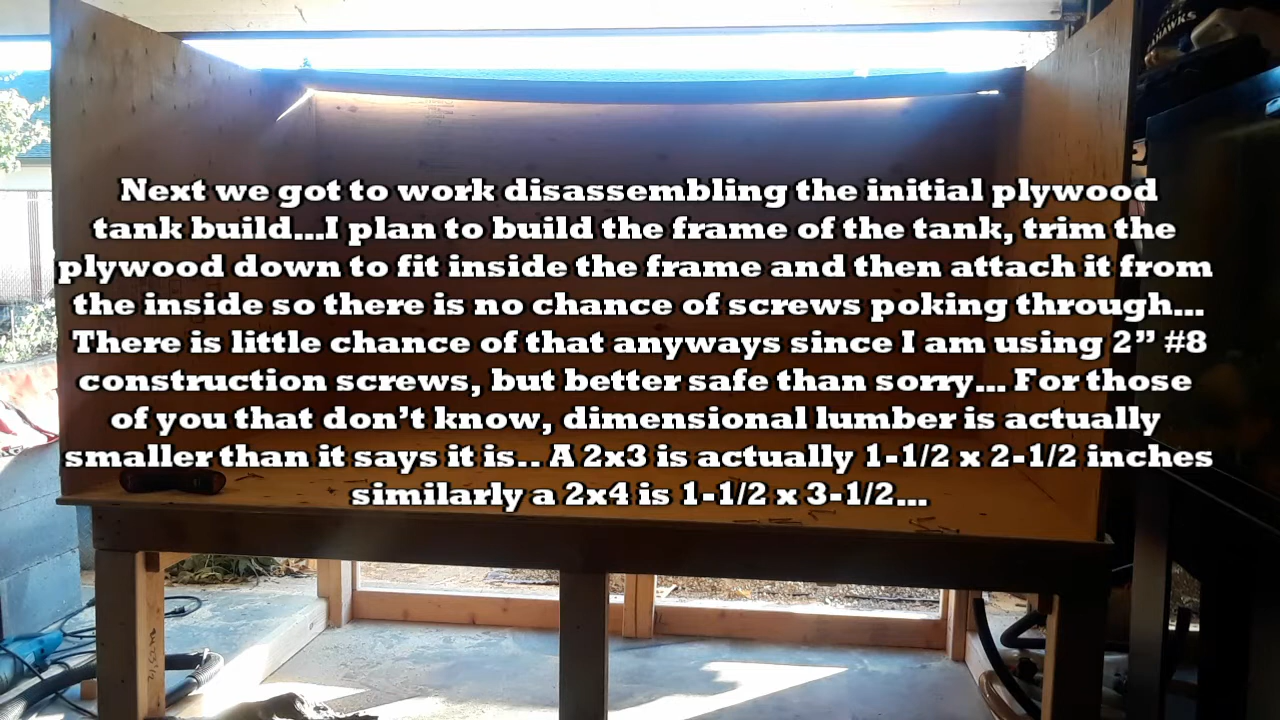 HAWKS
Next we got to work disassembling the initial plywood
tank build...I plan to build the frame of the tank, trim the
plywood down to fit inside the frame and then attach it from
the inside so there is no chance of screws poking through...
There is little chance of that anyways since I am using 2” #8
construction screws, but better safe than sorry... For those
of you that don’t know, dimensional lumber is actually
smaller than it says it is.. A 2x3 is actually 1-1/2 x 2-1/2 inches
similarly a 2x4 is 1-1/2 x 3-1/2...